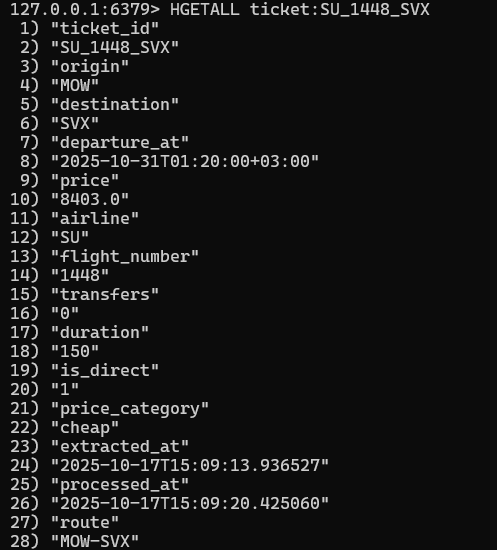 127.0.0.1:6379> HGETALL ticket:SU_1448_SVX
1) "ticket_id"
2) "SU_1448_SVX"
3) "origin"
4) "MOW"
5) "destination"
6) "SVX"
7) "departure_at"
8) "2025-10-31T01:20:00+03:00"
9) "price"
10) "8403.0"
11) "airline"
12) "SU"
13) "flight_number"
14) "1448"
15) "transfers"
16) "0"
17) "duration"
18) "150"
19) "is_direct"
20) "1"
21) "price_category"
22) "cheap"
23) "extracted_at"
24) "2025-10-17T15:09:13.936527"
25) "processed_at"
26) "2025-10-17T15:09:20.425060"
27) "route"
28) "MOW-SVX"